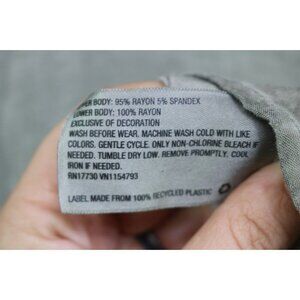 PER BODY: 95% RAYON 5% SPANDEX
LOWER BODY: 100% RAYON
EXCLUSIVE OF DECORATION
WASH BEFORE WEAR. MACHINE WASH COLD WITH LIKE
COLORS. GENTLE CYCLE. ONLY NON-CHLORINE BLEACH IF
NEEDED. TUMBLE DRY LOW. REMOVE PROMPTLY. COOL
IRON IF NEEDED.
RN17730 VN1154793
LABEL MADE FROM 100% RECYCLED PLASTIC